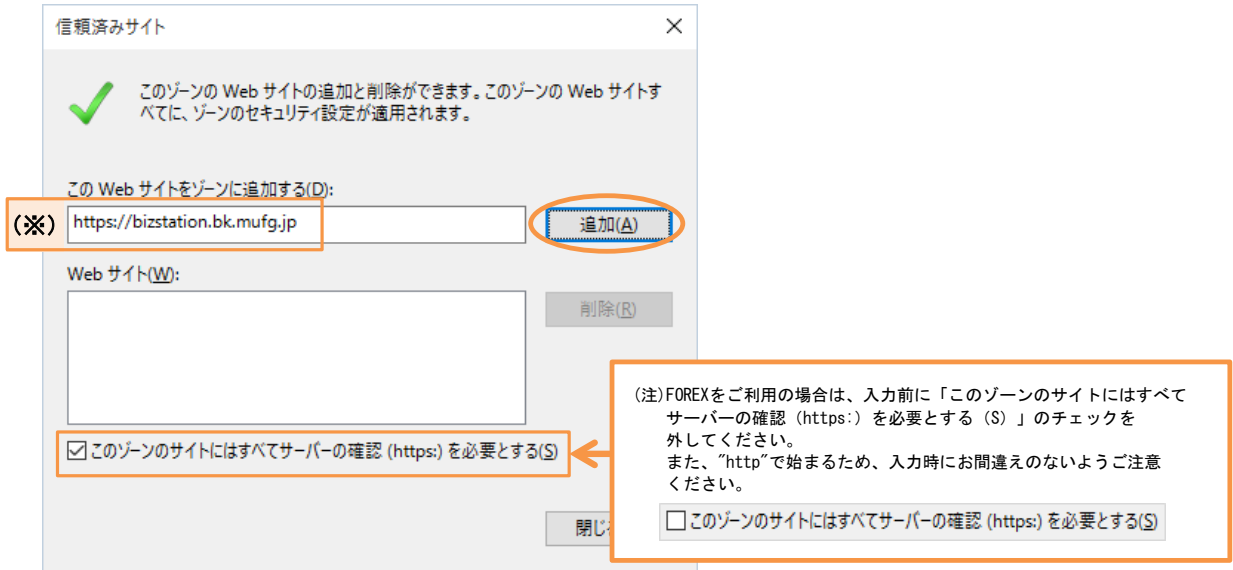 信頼済みサイト
このゾーンの Web サイトの追加と削除ができます。このゾーンの Web サイトす
べてに、ゾーンのセキュリティ設定が適用されます。
この Web サイトをゾーンに追加する(D):
(※) https://bizstation.bk.mufg.jp 追加(A)
Web サイト(W):
削除(R)
このゾーンのサイトにはすべてサーバーの確認 (https:) を必要とする(S)
閉じ
(注)FOREXをご利用の場合は、入力前に「このゾーンのサイトにはすべて
サーバーの確認（https:）を必要とする（S）」のチェックを
外してください。
また、"http"で始まるため、入力時にお間違えのないようご注意
ください。
このゾーンのサイトにはすべてサーバーの確認 (https:) を必要とする(S)